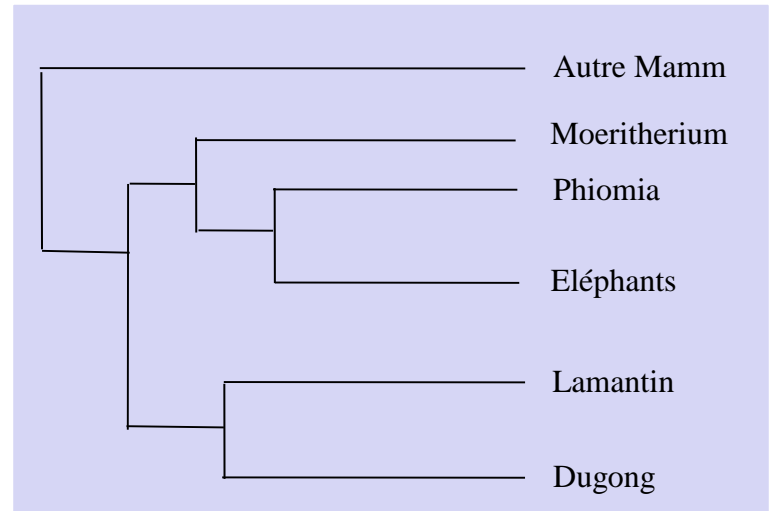 Autre Mamm
Moeritherium
Phiomia
Eléphants
Lamantin
Dugong